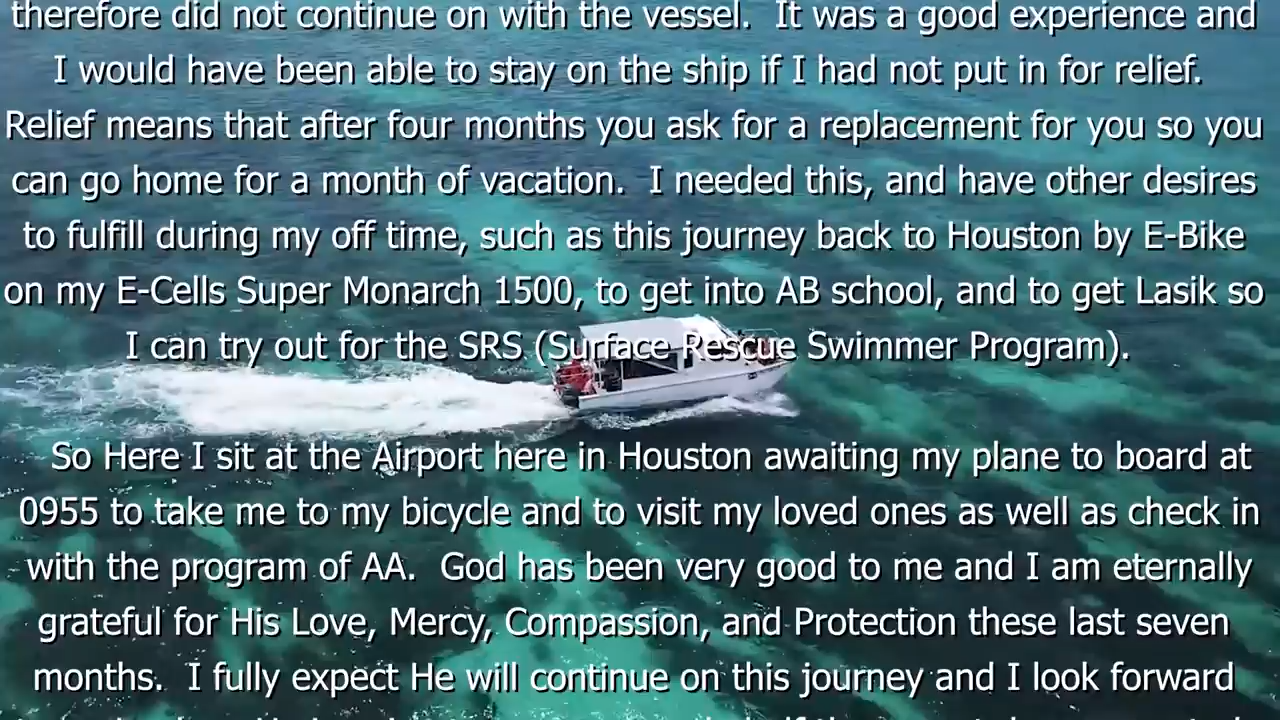 therefore did not continue on with the vessel.  It was a good experience and
I would have been able to stay on the ship if I had not put in for relief.
Relief means that after four months you ask for a replacement for you so you
can go home for a month of vacation.  I needed this, and have other desires
to fulfill during my off time, such as this journey back to Houston by E-Bike
on my E-Cells Super Monarch 1500, to get into AB school, and to get Lasik so
I can try out for the SRS (Surface Rescue Swimmer Program).
So Here I sit at the Airport here in Houston awaiting my plane to board at
0955 to take me to my bicycle and to visit my loved ones as well as check in
with the program of AA.  God has been very good to me and I am eternally
grateful for His Love, Mercy, Compassion, and Protection these last seven
months.  I fully expect He will continue on this journey and I look forward